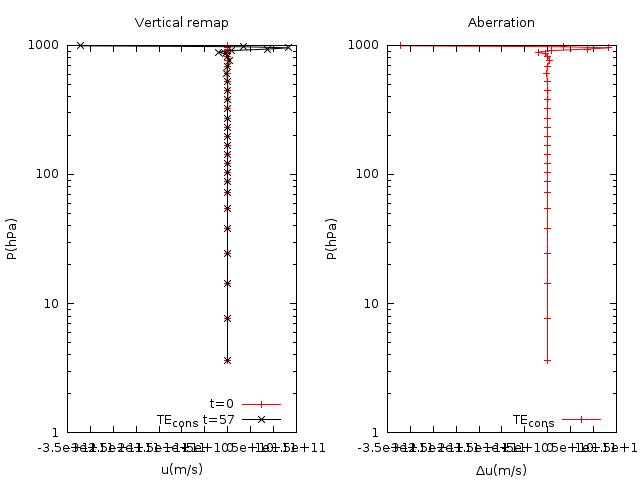 Vertical remap
Aberration
1000
100
10
1
P(hPa)
t=0
TEcons t=57
u(m/s)
1000
100
10
1
P(hPa)
TEcons
Δu(m/s)